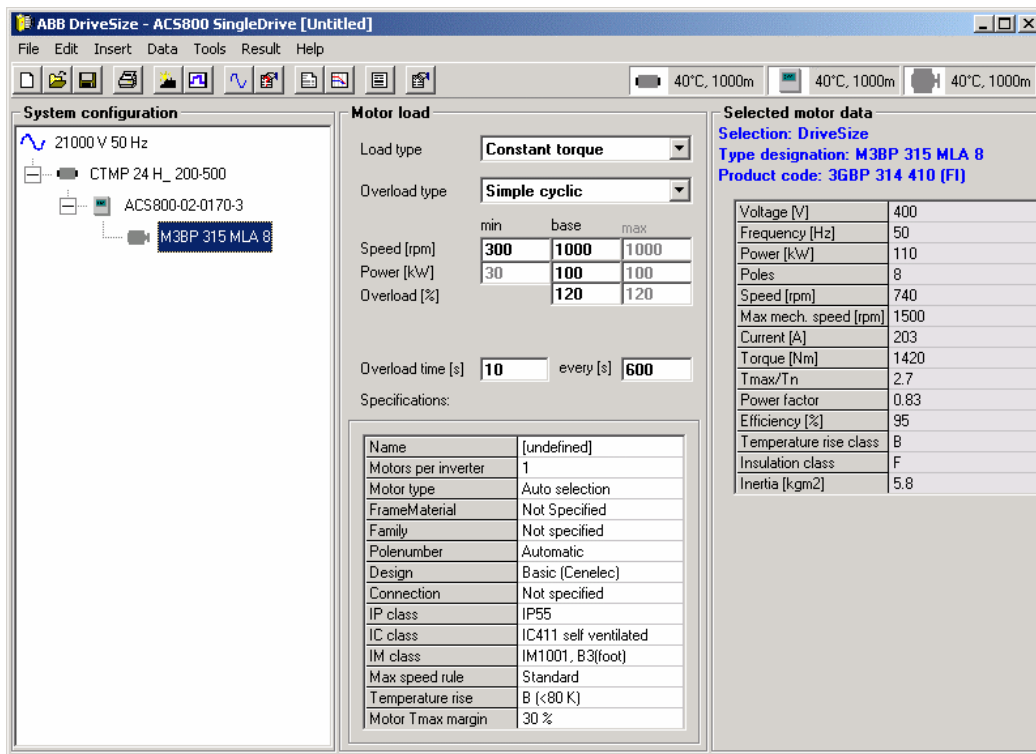 ABB DriveSize - ACS800 SingleDrive [Untitled]
File Edit Insert Data Tools Result Help
40°C, 1000m 40°C, 1000m 40°C, 1000m
System configuration
21000 V 50 Hz
CTMP 24 H_ 200-500
ACS800-02-0170-3
M3BP 315 MLA 8
Motor load
Load type Constant torque
Overload type Simple cyclic
min base max
Speed [rpm] 300 1000 1000
Power [kW] 30 100 100
Overload [%] 120 120
Overload time [s] 10 every [s] 600
Specifications:
Name [undefined]
Motors per inverter 1
Motor type Auto selection
FrameMaterial Not Specified
Family Not specified
Polenumber Automatic
Design Basic (Cenelec)
Connection Not specified
IP class IP55
IC class IC411 self ventilated
IM class IM1001, B3(foot)
Max speed rule Standard
Temperature rise B (<80 K)
Motor Tmax margin 30 %
Selected motor data
Selection: DriveSize
Type designation: M3BP 315 MLA 8
Product code: 3GBP 314 410 (FI)
Voltage [V] 400
Frequency [Hz] 50
Power [kW] 110
Poles 8
Speed [rpm] 740
Max mech. speed [rpm] 1500
Current [A] 203
Torque [Nm] 1420
Tmax/Tn 2.7
Power factor 0.83
Efficiency [%] 95
Temperature rise class B
Insulation class F
Inertia [kgm2] 5.8